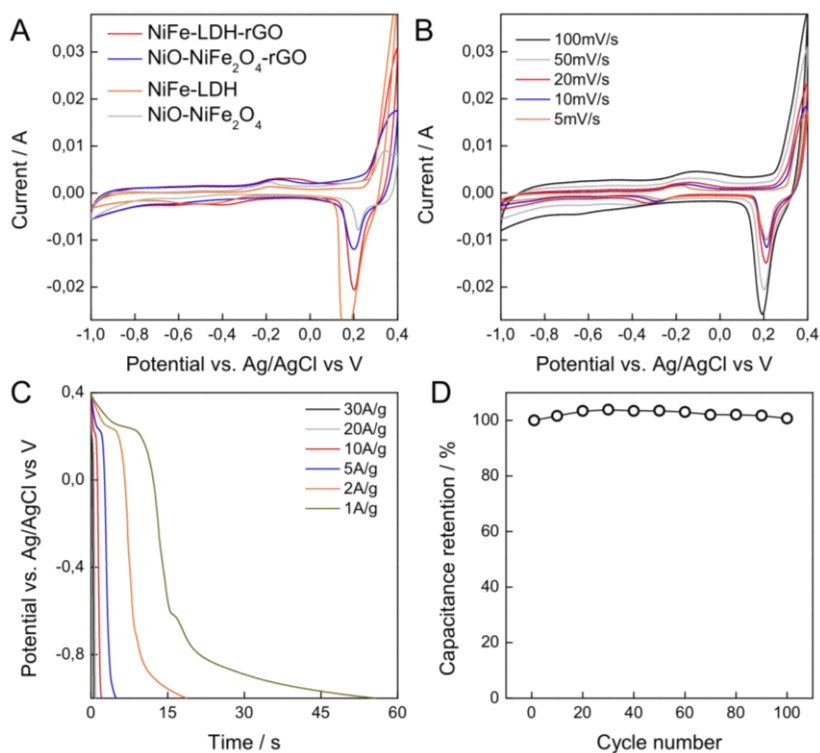 A
NiFe-LDH-rGO
NiO-NiFe₂O₄-rGO
NiFe-LDH
NiO-NiFe₂O₄
0,03
0,02
0,01
0,00
-0,01
-0,02
Current / A
-1,0 -0,8 -0,6 -0,4 -0,2 0,0 0,2 0,4
Potential vs. Ag/AgCl vs V
B
100mV/s
50mV/s
20mV/s
10mV/s
5mV/s
0,03
0,02
0,01
0,00
-0,01
-0,02
Current / A
-1,0 -0,8 -0,6 -0,4 -0,2 0,0 0,2 0,4
Potential vs. Ag/AgCl vs V
C
30A/g
20A/g
10A/g
5A/g
2A/g
1A/g
0,4
0,0
-0,4
-0,8
Potential vs. Ag/AgCl vs V
0 15 30 45 60
Time / s
D
100
80
60
40
20
0
Capacitance retention / %
0 20 40 60 80 100
Cycle number